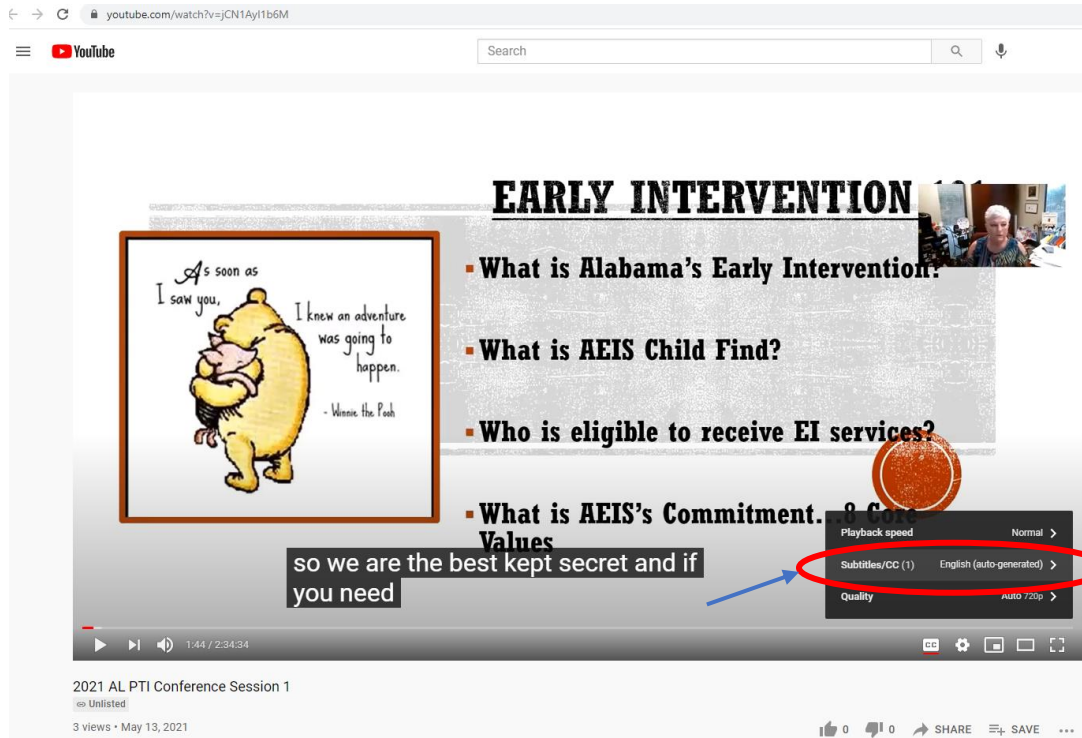 youtube.com/watch?v=jCN1AyI1b6M
YouTube
Search
EARLY INTERVENTION
As soon as
I saw you,
I knew an adventure
was going to
happen.
- Winnie the Pooh
▪ What is Alabama's Early Intervention?
▪ What is AEIS Child Find?
▪ Who is eligible to receive EI services?
▪ What is AEIS's Commitment…8 Core
Values
so we are the best kept secret and if
you need
Playback speed Normal
Subtitles/CC (1) English (auto-generated)
Quality Auto 720p
1:44 / 2:34:34
CC
2021 AL PTI Conference Session 1
Unlisted
3 views • May 13, 2021
0 0 SHARE SAVE